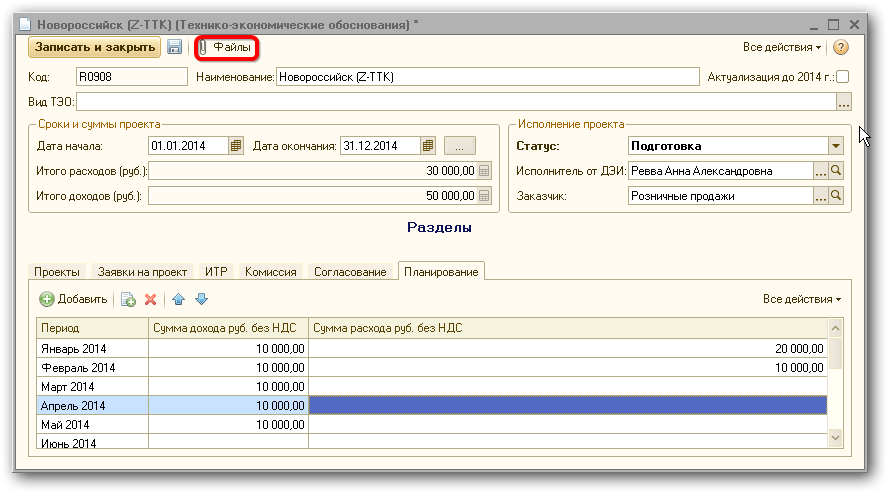 Новороссийск (Z-ТТК) (Технико-экономические обоснования) *
Записать и закрыть Файлы Все действия ?
Код: R0908 Наименование: Новороссийск (Z-ТТК) Актуализация до 2014 г.:
Вид ТЭО: ...
Сроки и суммы проекта Исполнение проекта
Дата начала: 01.01.2014 Дата окончания: 31.12.2014 ... Статус: Подготовка
Итого расходов (руб.): 30 000,00 Исполнитель от ДЭИ: Ревва Анна Александровна ...
Итого доходов (руб.): 50 000,00 Заказчик: Розничные продажи ...
Разделы
Проекты Заявки на проект ИТР Комиссия Согласование Планирование
Добавить Все действия
Период Сумма дохода руб. без НДС Сумма расхода руб. без НДС
Январь 2014 10 000,00 20 000,00
Февраль 2014 10 000,00 10 000,00
Март 2014 10 000,00
Апрель 2014 10 000,00
Май 2014 10 000,00
Июнь 2014